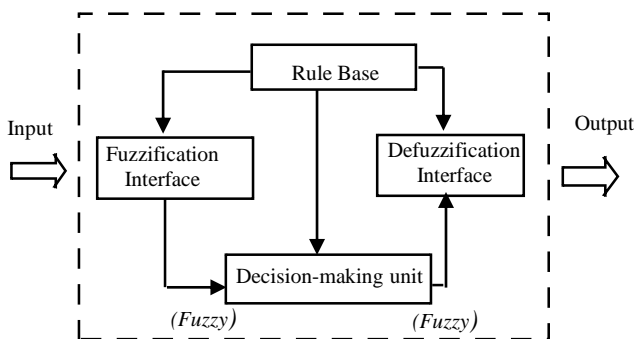 Rule Base
Input
Output
Fuzzification
Interface
Defuzzification
Interface
Decision-making unit
(Fuzzy)
(Fuzzy)